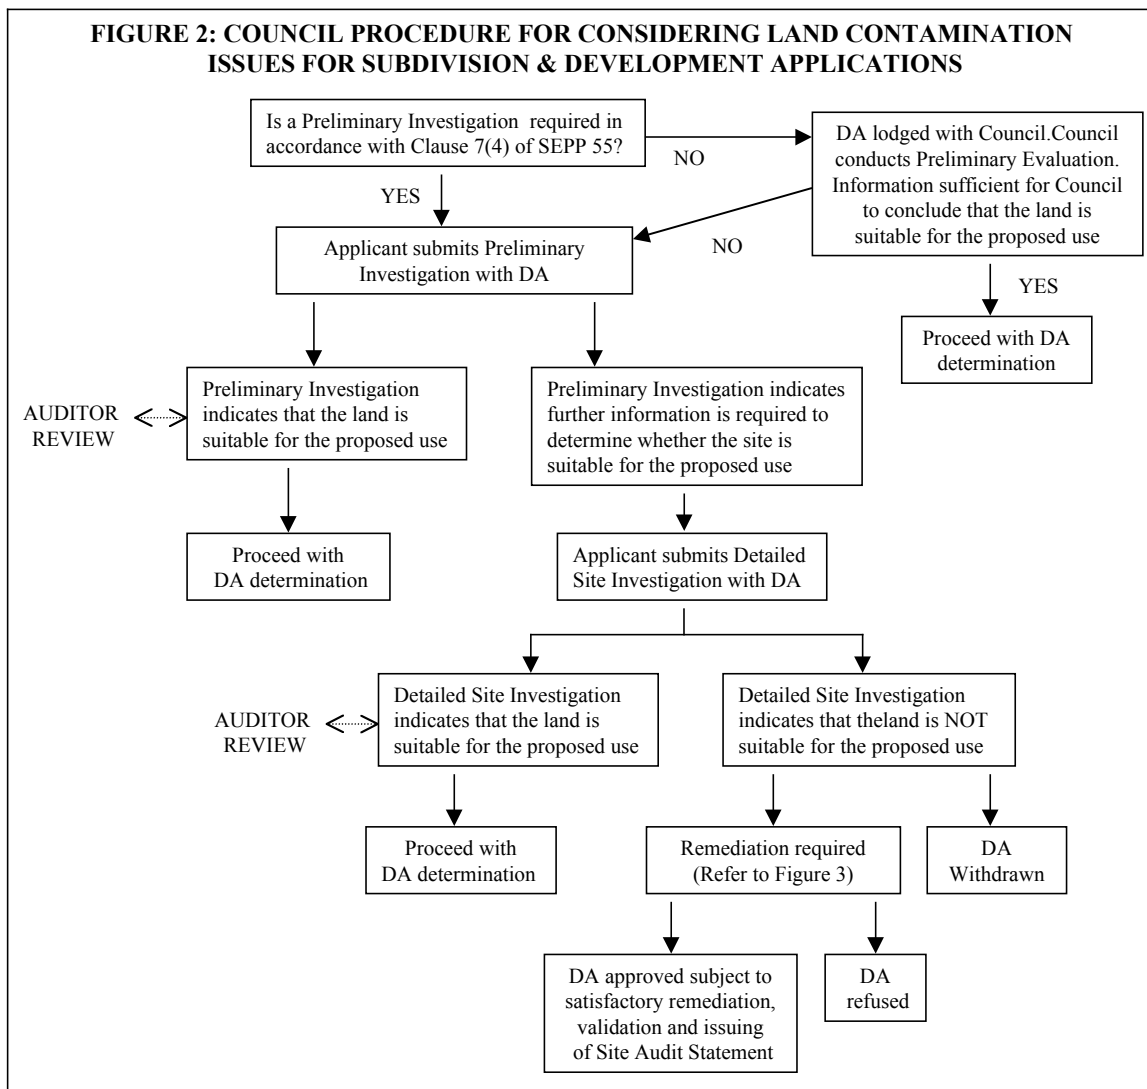 FIGURE 2: COUNCIL PROCEDURE FOR CONSIDERING LAND CONTAMINATION
ISSUES FOR SUBDIVISION & DEVELOPMENT APPLICATIONS
Is a Preliminary Investigation required in
accordance with Clause 7(4) of SEPP 55?
NO
DA lodged with Council.Council
conducts Preliminary Evaluation.
Information sufficient for Council
to conclude that the land is
suitable for the proposed use
YES
NO
Applicant submits Preliminary
Investigation with DA
YES
Proceed with DA
determination
AUDITOR
REVIEW
Preliminary Investigation
indicates that the land is
suitable for the proposed use
Preliminary Investigation indicates
further information is required to
determine whether the site is
suitable for the proposed use
Proceed with
DA determination
Applicant submits Detailed
Site Investigation with DA
AUDITOR
REVIEW
Detailed Site Investigation
indicates that the land is
suitable for the proposed use
Detailed Site Investigation
indicates that theland is NOT
suitable for the proposed use
Proceed with
DA determination
Remediation required
(Refer to Figure 3)
DA
Withdrawn
DA approved subject to
satisfactory remediation,
validation and issuing
of Site Audit Statement
DA
refused